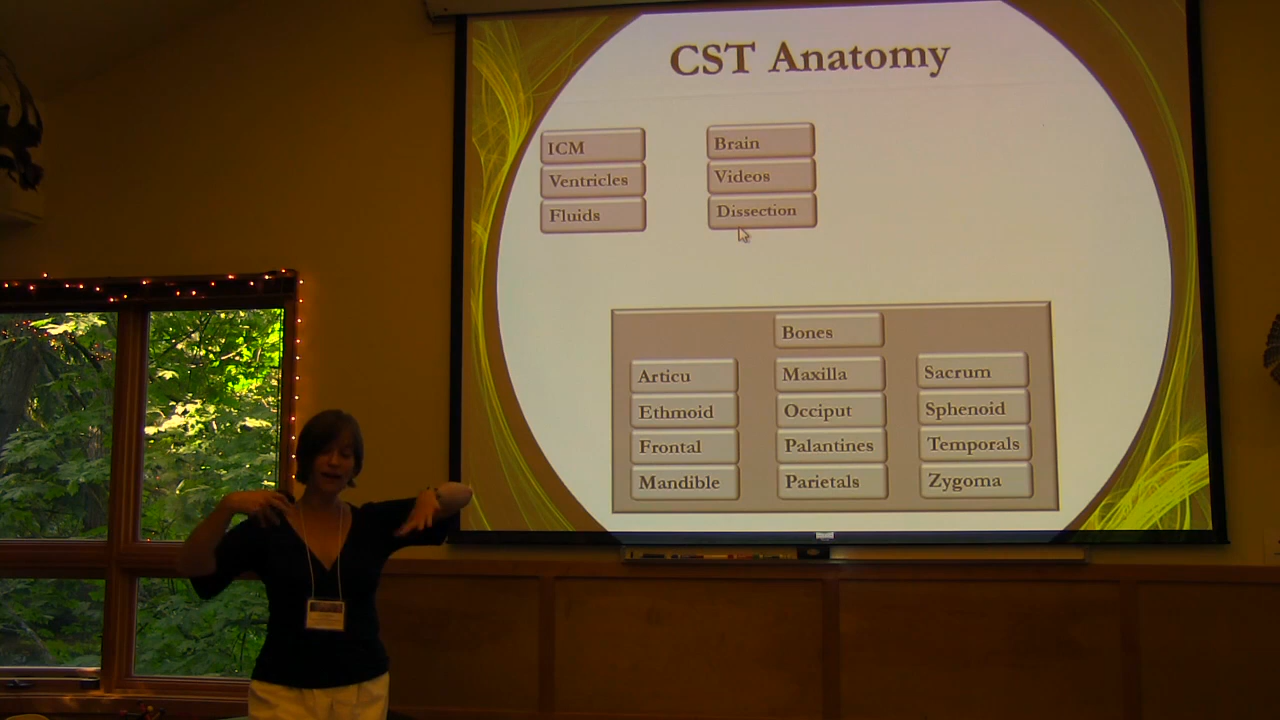 CST Anatomy
ICM
Ventricles
Fluids
Brain
Videos
Dissection
Bones
Articu
Ethmoid
Frontal
Mandible
Maxilla
Occiput
Palantines
Parietals
Sacrum
Sphenoid
Temporals
Zygoma